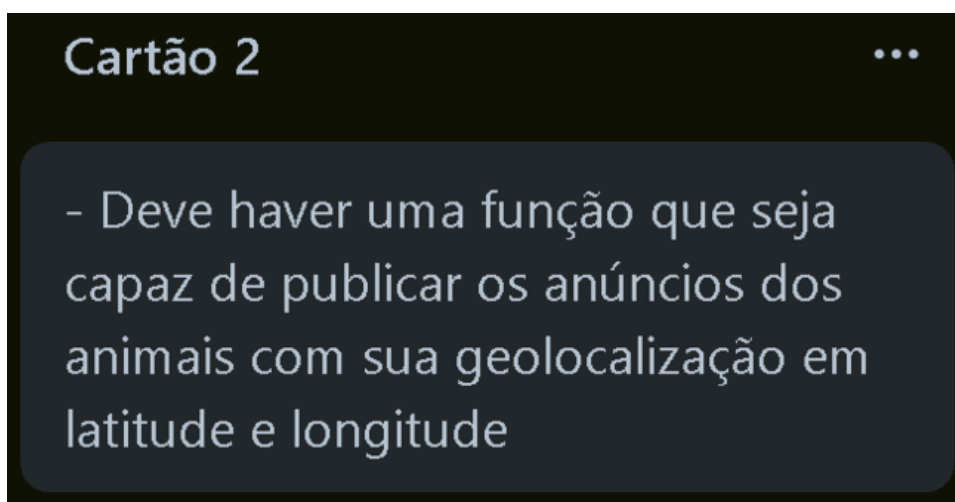 Cartão 2
- Deve haver uma função que seja
capaz de publicar os anúncios dos
animais com sua geolocalização em
latitude e longitude